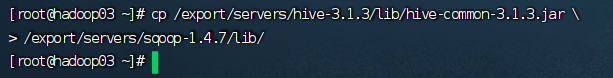 [root@hadoop03 ~]# cp /export/servers/hive-3.1.3/lib/hive-common-3.1.3.jar \
> /export/servers/sqoop-1.4.7/lib/
[root@hadoop03 ~]#